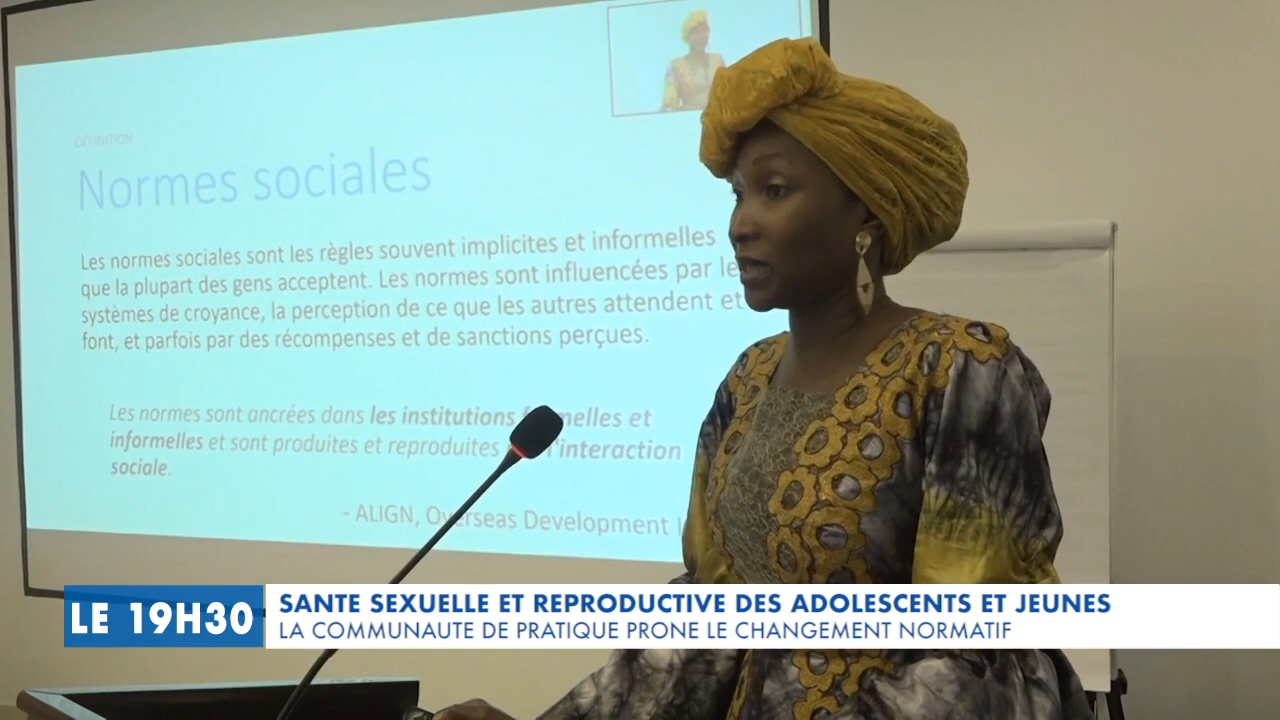 DÉFINITION
Normes sociales
Les normes sociales sont les règles souvent implicites et informelles
que la plupart des gens acceptent. Les normes sont influencées par
systèmes de croyance, la perception de ce que les autres attendent et
font, et parfois par des récompenses et de sanctions perçues.
Les normes sont ancrées dans les institutions et
informelles et sont produites et reproduites l'interaction
sociale.
- ALIGN, Overseas Development
LE 19H30
SANTE SEXUELLE ET REPRODUCTIVE DES ADOLESCENTS ET JEUNES
LA COMMUNAUTE DE PRATIQUE PRONE LE CHANGEMENT NORMATIF